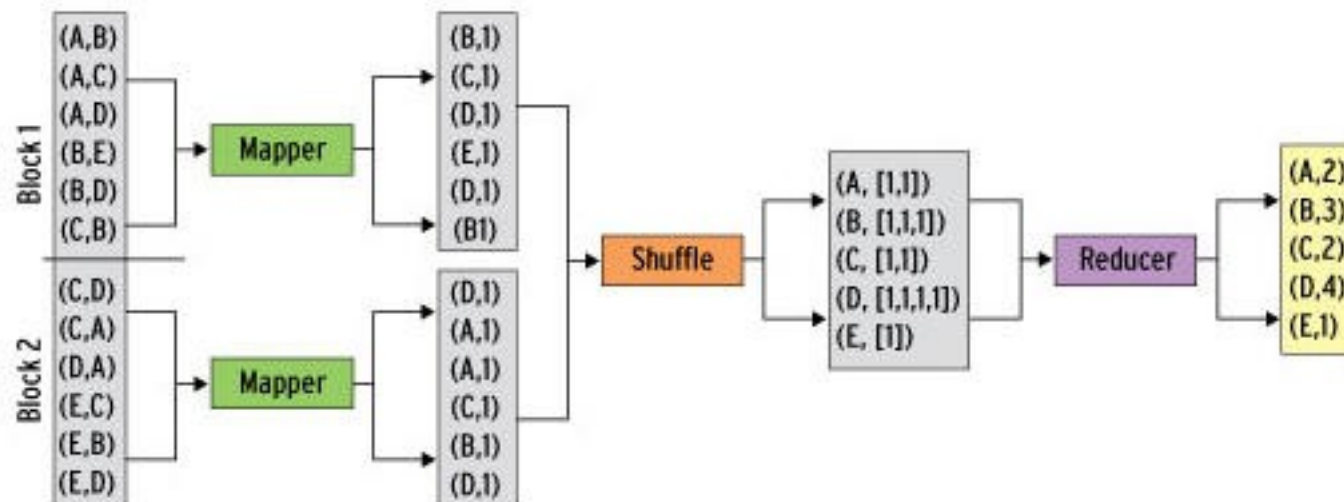 Block 1
(A,B)
(A,C)
(A,D)
(B,E)
(B,D)
(C,B)
Mapper
(B,1)
(C,1)
(D,1)
(E,1)
(D,1)
(B1)
Block 2
(C,D)
(C,A)
(D,A)
(E,C)
(E,B)
(E,D)
Mapper
(D,1)
(A,1)
(A,1)
(C,1)
(B,1)
(D,1)
Shuffle
(A, [1,1])
(B, [1,1,1])
(C, [1,1])
(D, [1,1,1,1])
(E, [1])
Reducer
(A,2)
(B,3)
(C,2)
(D,4)
(E,1)